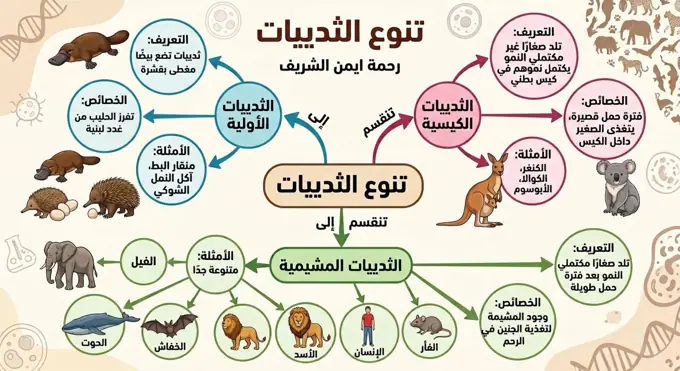 تنوع الثدييات
رحمة ايمن الشريف
التعريف:
تلد صغارًا غير
مكتملي النمو
يكتمل نموهم في
كيس بطني
الثدييات
الكيسية
الخصائص:
فترة حمل قصيرة،
يتغذى الصغير
داخل الكيس
الأمثلة:
الكنغر،
الكوالا،
الأبوسوم
تنقسم
إلى
الثدييات
الأولية
التعريف:
ثدييات تضع بيضًا
مغطى بقشرة
الخصائص:
تفرز الحليب من
غدد لبنية
الأمثلة:
منقار البط،
آكل النمل
الشوكي
تنوع الثدييات
تنقسم إلى
الثدييات المشيمية
التعريف:
تلد صغارًا مكتملي
النمو بعد فترة
حمل طويلة
الخصائص:
وجود المشيمة
لتغذية الجنين في
الرحم
الأمثلة:
متنوعة جدًا
الفيل
الفأر
الإنسان
الأسد
الخفاش
الحوت